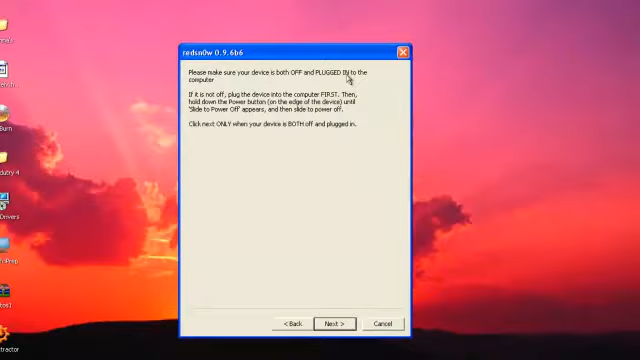 redsn0w 0.9.6b6
Please make sure your device is both OFF and PLUGGED IN to the
computer
If it is not off, plug the device into the computer FIRST. Then,
hold down the Power button (on the edge of the device) until
'Slide to Power Off' appears, and then slide to power off.
Click next ONLY when your device is BOTH off and plugged in.
< Back
Next >
Cancel
Burn
Drivers